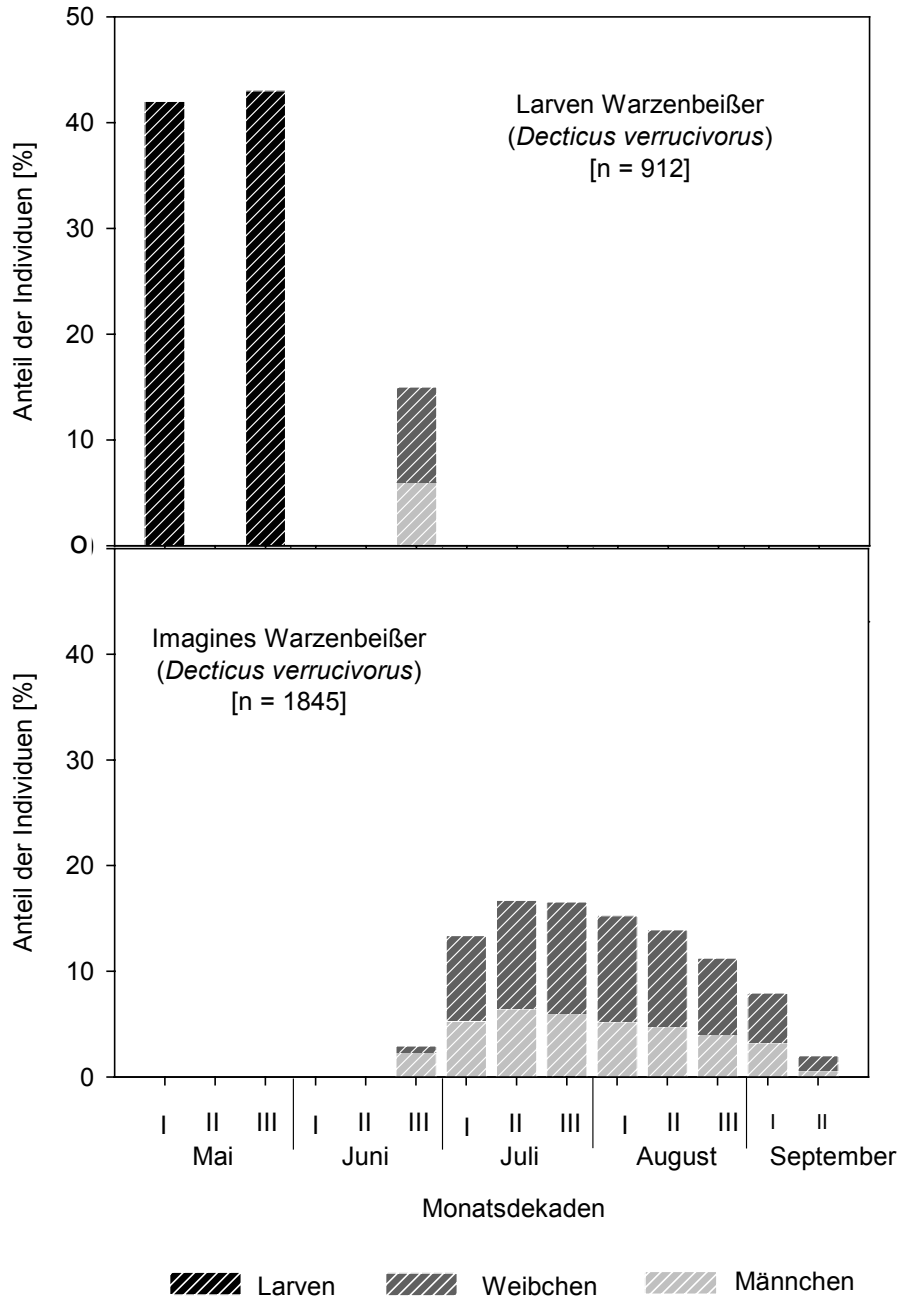 50
40
30
20
10
0
Anteil der Individuen [%]
Larven Warzenbeißer
(Decticus verrucivorus)
[n = 912]
40
30
20
10
0
Anteil der Individuen [%]
Imagines Warzenbeißer
(Decticus verrucivorus)
[n = 1845]
I II III I II III I II III I II III I II
Mai Juni Juli August September
Monatsdekaden
Larven Weibchen Männchen